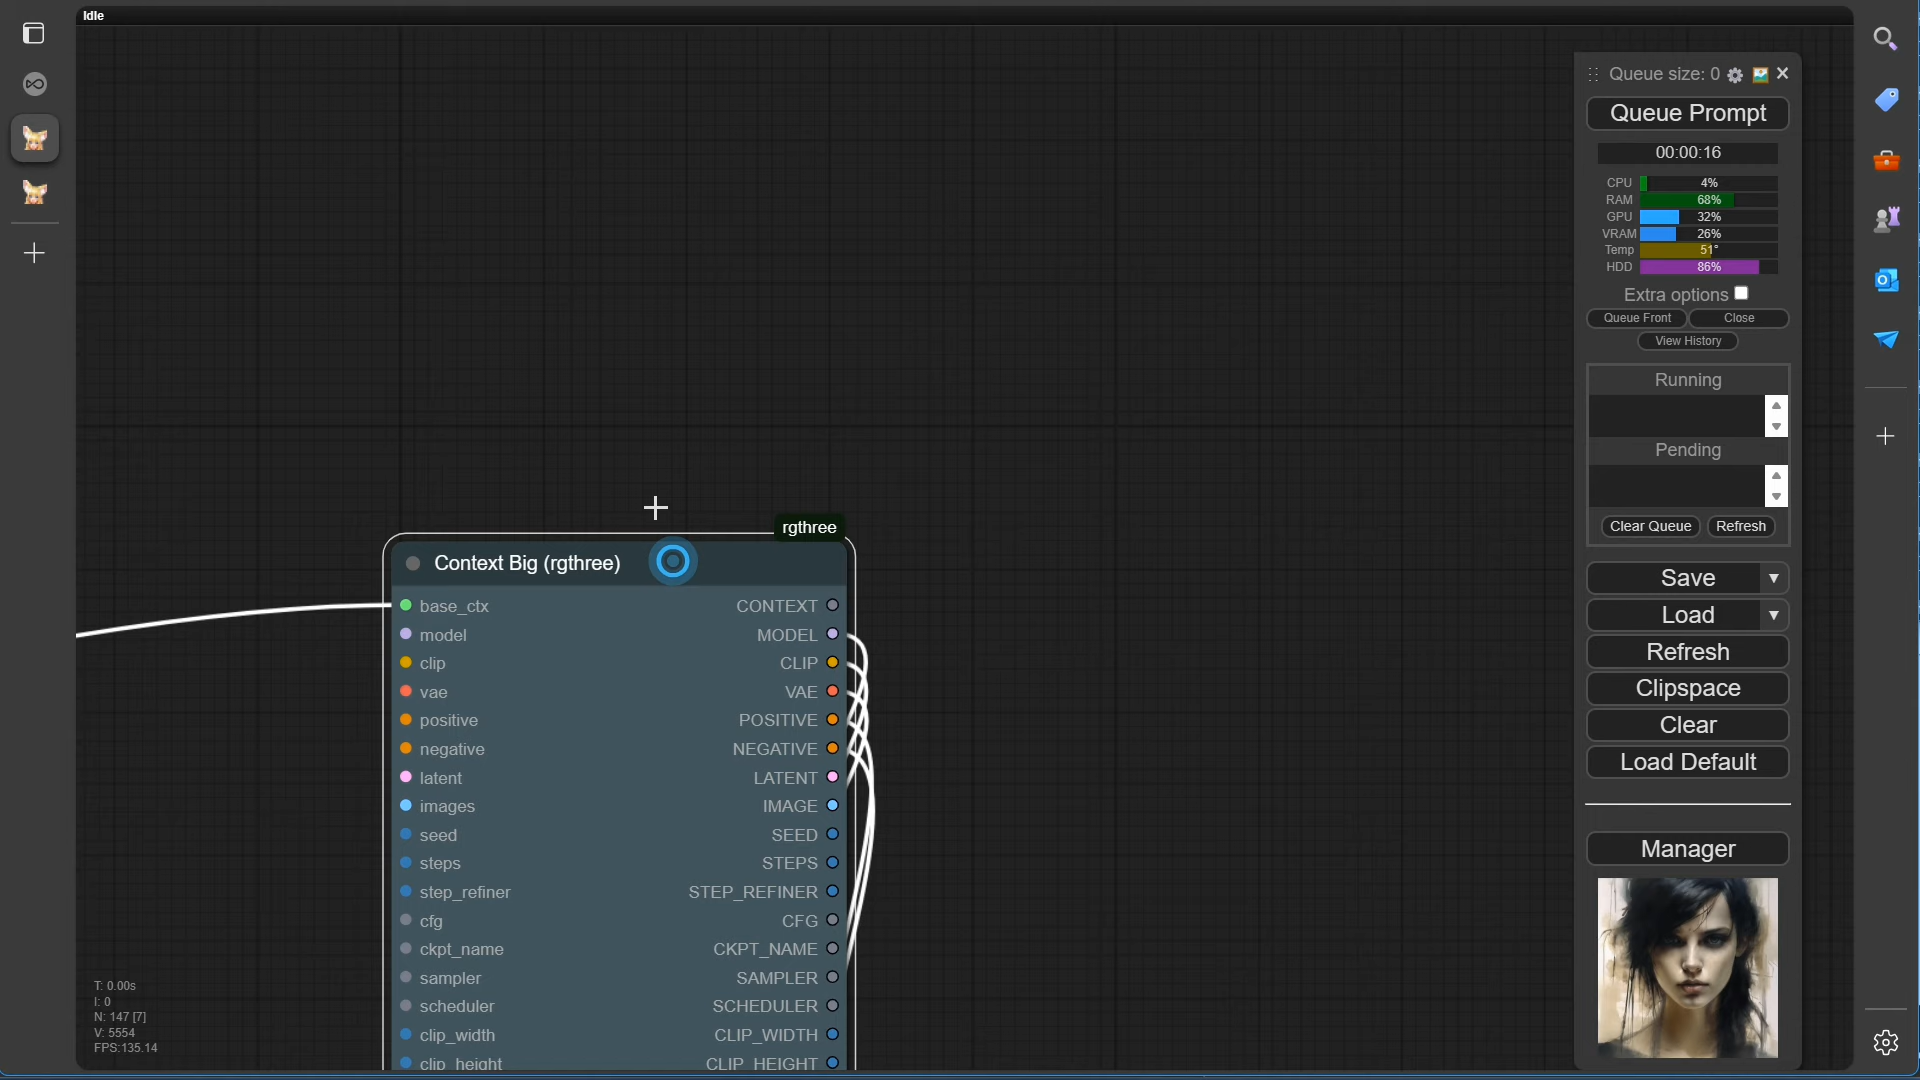 Idle
Queue size: 0
Queue Prompt
00:00:16
CPU 4%
RAM 68%
GPU 32%
VRAM 26%
Temp 51°
HDD 86%
Extra options
Queue Front Close
View History
Running
Pending
Clear Queue Refresh
Save ▼
Load ▼
Refresh
Clipspace
Clear
Load Default
Manager
rgthree
Context Big (rgthree)
base_ctx CONTEXT
model MODEL
clip CLIP
vae VAE
positive POSITIVE
negative NEGATIVE
latent LATENT
images IMAGE
seed SEED
steps STEPS
step_refiner STEP_REFINER
cfg CFG
ckpt_name CKPT_NAME
sampler SAMPLER
scheduler SCHEDULER
clip_width CLIP_WIDTH
clip_height CLIP_HEIGHT
T: 0.00s
I: 0
N: 147 [7]
V: 5554
FPS:135.14